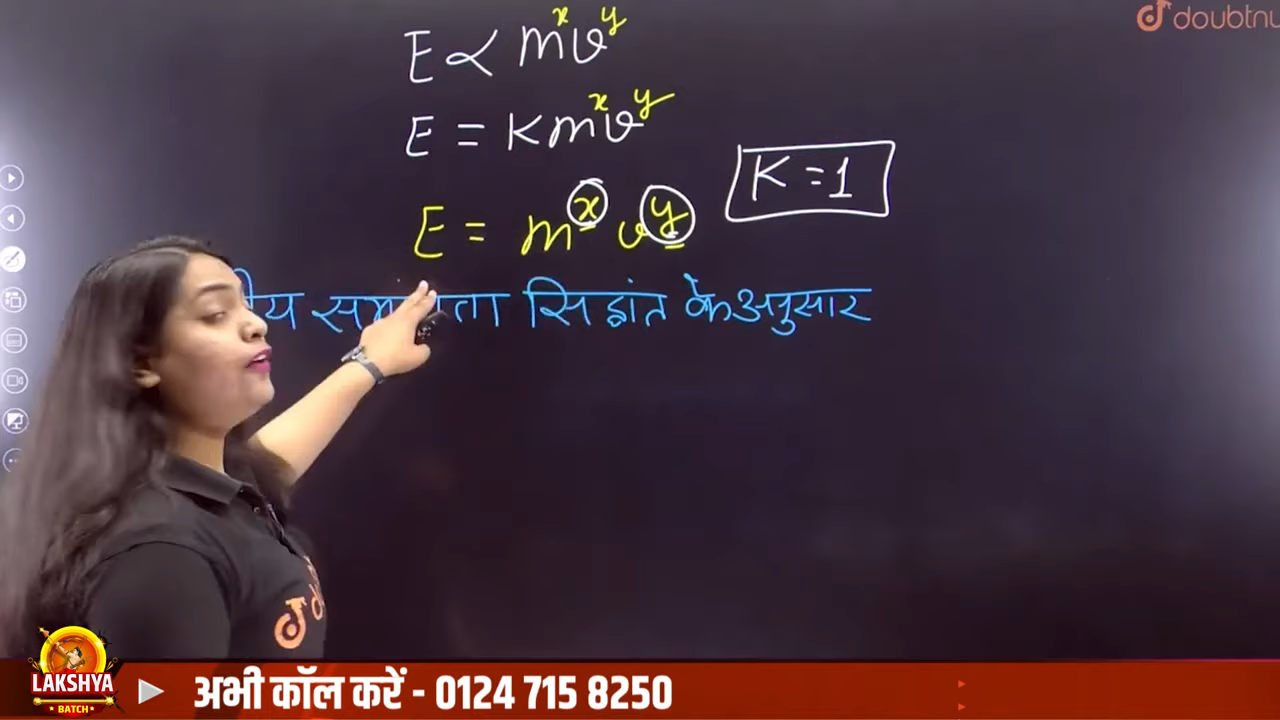 doubtnut
E ∝ m^x v^y
E = K m^x v^y
K = 1
E = m^x v^y
सिद्धांत के अनुसार
LAKSHYA
BATCH
अभी कॉल करें - 0124 715 8250